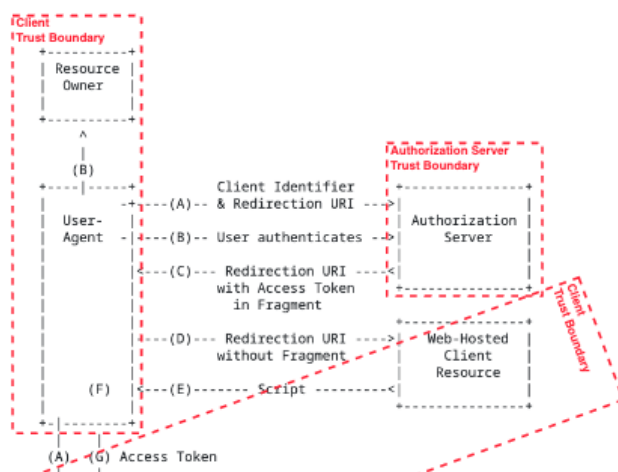 Client
Trust Boundary
Resource
Owner
^
(B)
Client Identifier
(A) & Redirection URI
User-
Agent
(B) User authenticates
(C) Redirection URI
with Access Token
in Fragment
Authorization Server
Trust Boundary
Authorization
Server
(D) Redirection URI
without Fragment
Web-Hosted
Client
Resource
Client
Trust Boundary
(F)
(E) Script
(A) (G) Access Token